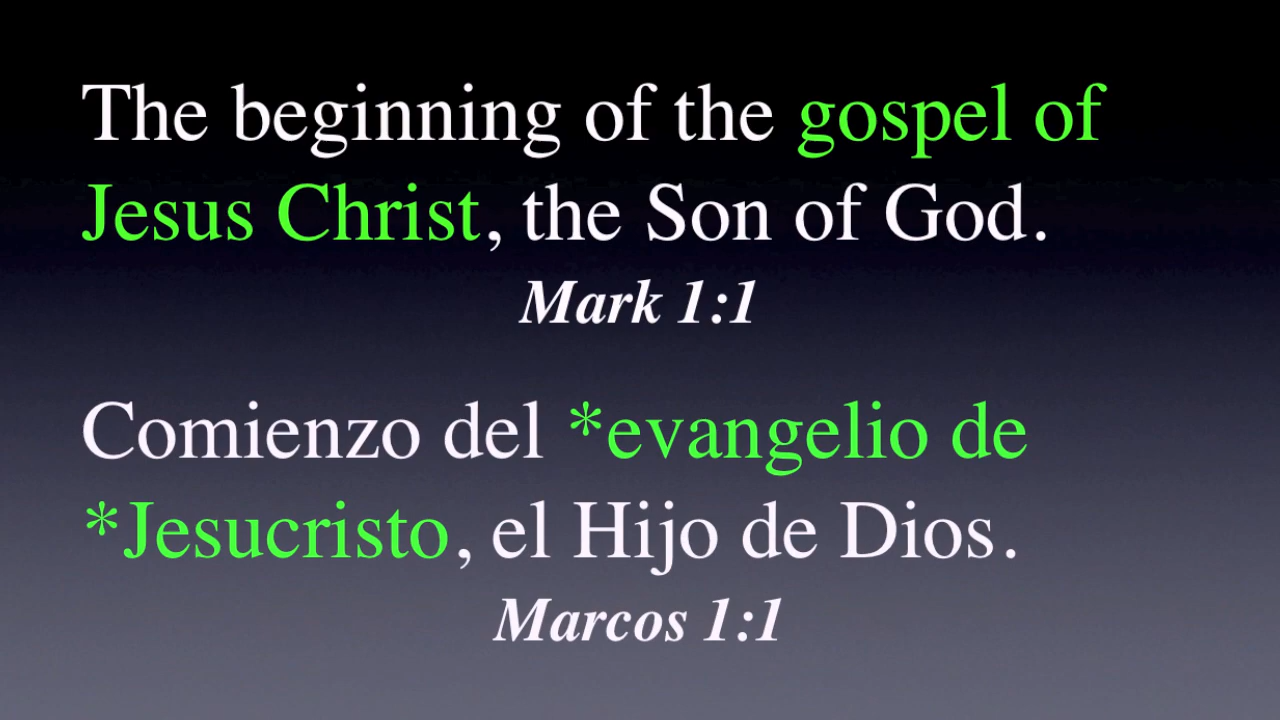 The beginning of the gospel of
Jesus Christ, the Son of God.
Mark 1:1
Comienzo del *evangelio de
*Jesucristo, el Hijo de Dios.
Marcos 1:1